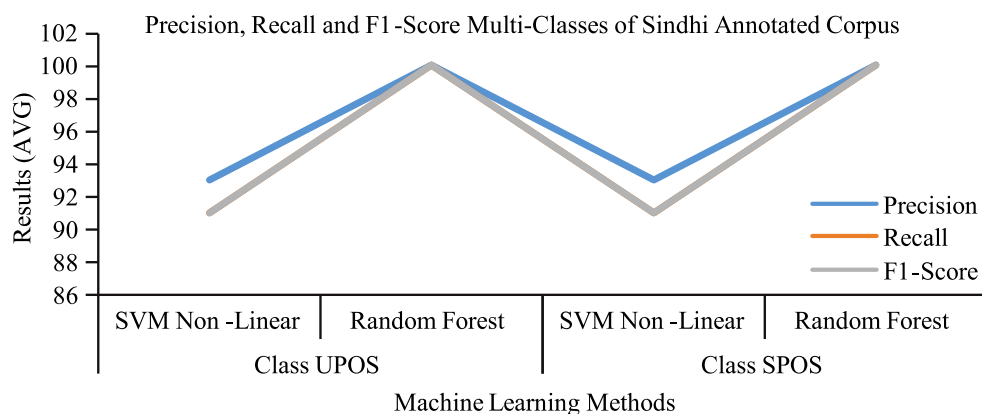 Precision, Recall and F1-Score Multi-Classes of Sindhi Annotated Corpus
Results (AVG)
102
100
98
96
94
92
90
88
86
Precision
Recall
F1-Score
SVM Non -Linear Random Forest SVM Non -Linear Random Forest
Class UPOS Class SPOS
Machine Learning Methods